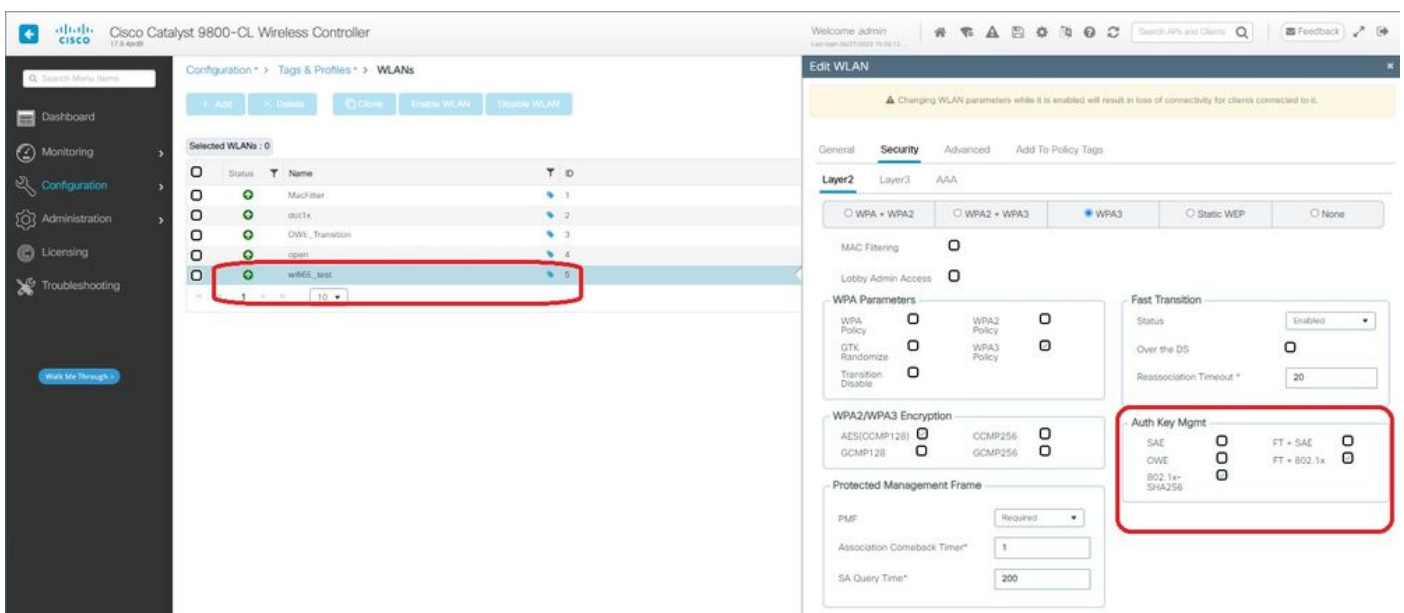 CISCO
Cisco Catalyst 9800-CL Wireless Controller
Welcome admin
Search APs and Clients
Feedback
Search Menu Items
Dashboard
Monitoring
Configuration
Administration
Licensing
Troubleshooting
Walk Me Through
Configuration > Tags & Profiles > WLANs
Add
Delete
Clone
Enable WLAN
Disable WLAN
Selected WLANs : 0
Status Name ID
MacFilter 1
dot1x 2
OWE_Transition 3
open 4
wifi6E_test 5
1 10
Edit WLAN
Changing WLAN parameters while it is enabled will result in loss of connectivity for clients connected to it.
General Security Advanced Add To Policy Tags
Layer2 Layer3 AAA
WPA + WPA2 WPA2 + WPA3 WPA3 Static WEP None
MAC Filtering
Lobby Admin Access
WPA Parameters
WPA Policy WPA2 Policy
GTK Randomize WPA3 Policy
Transition Disable
Fast Transition
Status Enabled
Over the DS
Reassociation Timeout * 20
WPA2/WPA3 Encryption
AES(CCMP128) CCMP256
GCMP128 GCMP256
Auth Key Mgmt
SAE FT + SAE
OWE FT + 802.1x
802.1x-SHA256
Protected Management Frame
PMF Required
Association Comeback Timer* 1
SA Query Time* 200